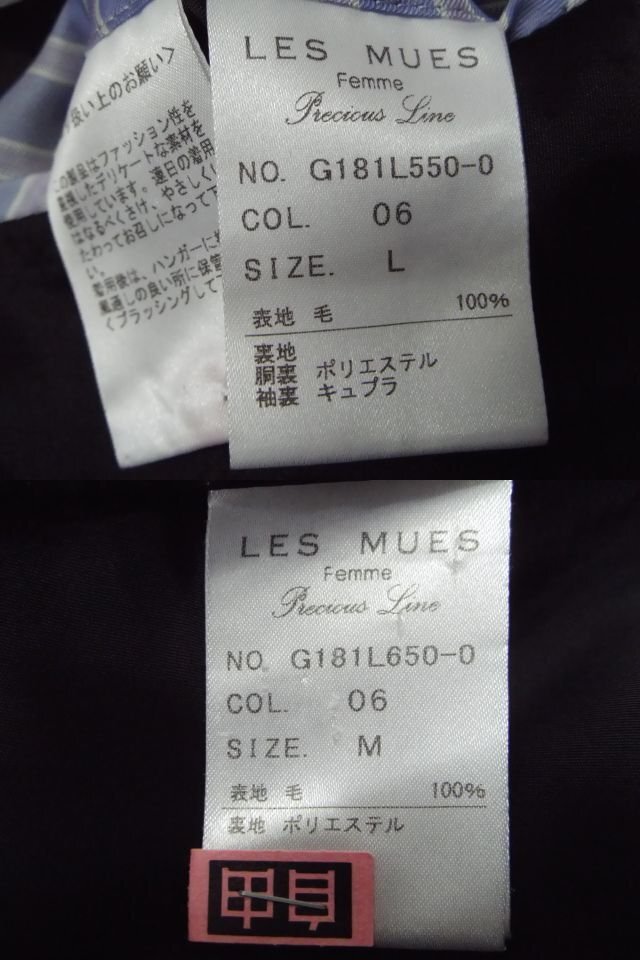 扱い上のお願い>
この製品はファッション性を
重視したデリケートな素材を
使用しています。連日の着用
はなるべくさけ、やさしくい
たわってお召しになって下
い。
着用後は、ハンガーに
風通しの良い所に保管
くブラッシングして下
LES MUES
Femme
Precious Line
NO. G181L550-0
COL. 06
SIZE. L
表地 毛 100%
裏地
胴裏 ポリエステル
袖裏 キュプラ
LES MUES
Femme
Precious Line
NO. G181L650-0
COL. 06
SIZE. M
表地 毛 100%
裏地 ポリエステル